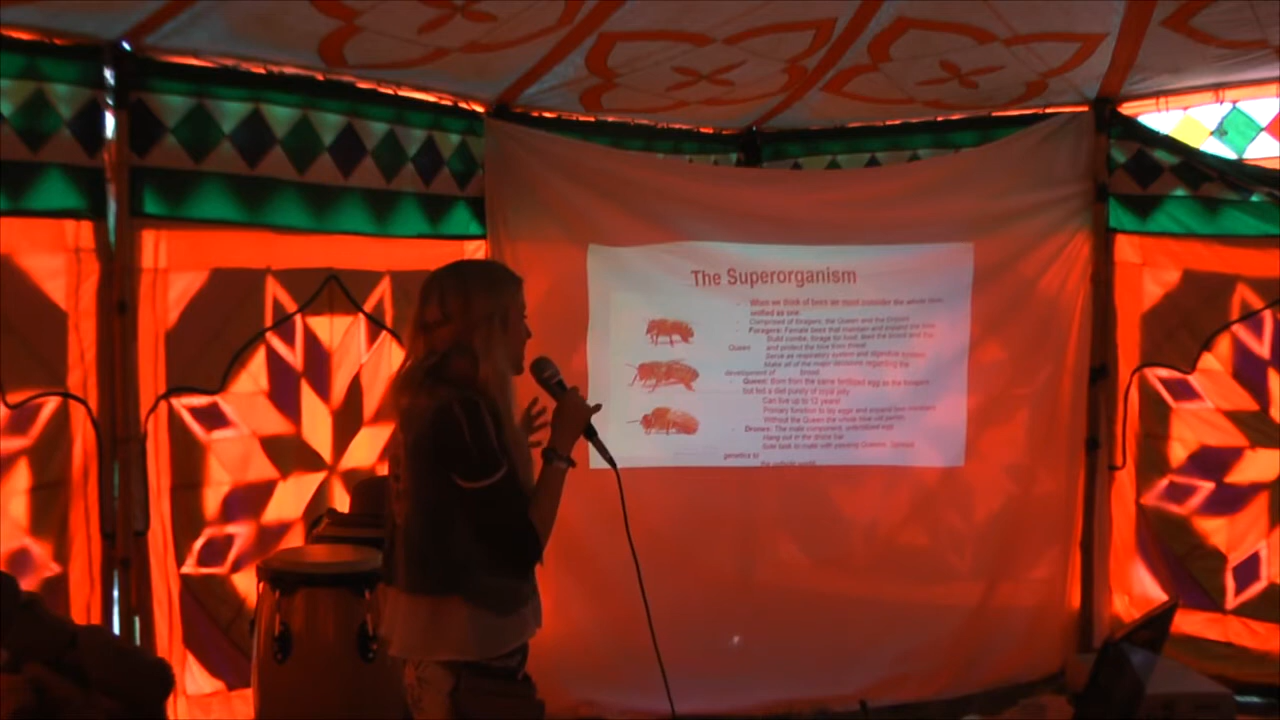 The Superorganism
- When we think of bees we must consider the whole hive,
unified as one.
- Comprised of foragers, the Queen and the Drones
- Foragers: Female bees that maintain and expand the hive
Build combs, forage for food, feed the brood and the
Queen and protect the hive from threat
Serve as respiratory system and digestive system
Make all of the major decisions regarding the
development of brood
- Queen: Born from the same fertilized egg as the foragers
but fed a diet purely of royal jelly
Can live up to 12 years!
Primary function to lay eggs and
Without the Queen the whole hive will perish
- Drones: The male component, unfertilized egg
Hang out in the drone bar
Sole task to mate with Queens. Spread
genetics to
the outside world